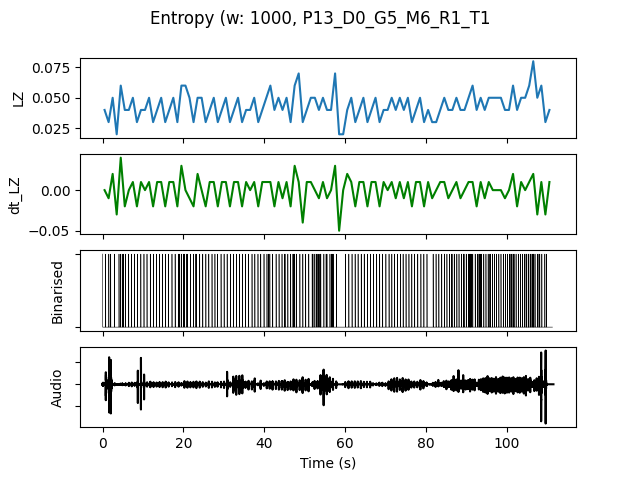 Entropy (w: 1000, P13_D0_G5_M6_R1_T1
LZ
0.075
0.050
0.025
dt_LZ
0.00
−0.05
Binarised
Audio
0 20 40 60 80 100
Time (s)